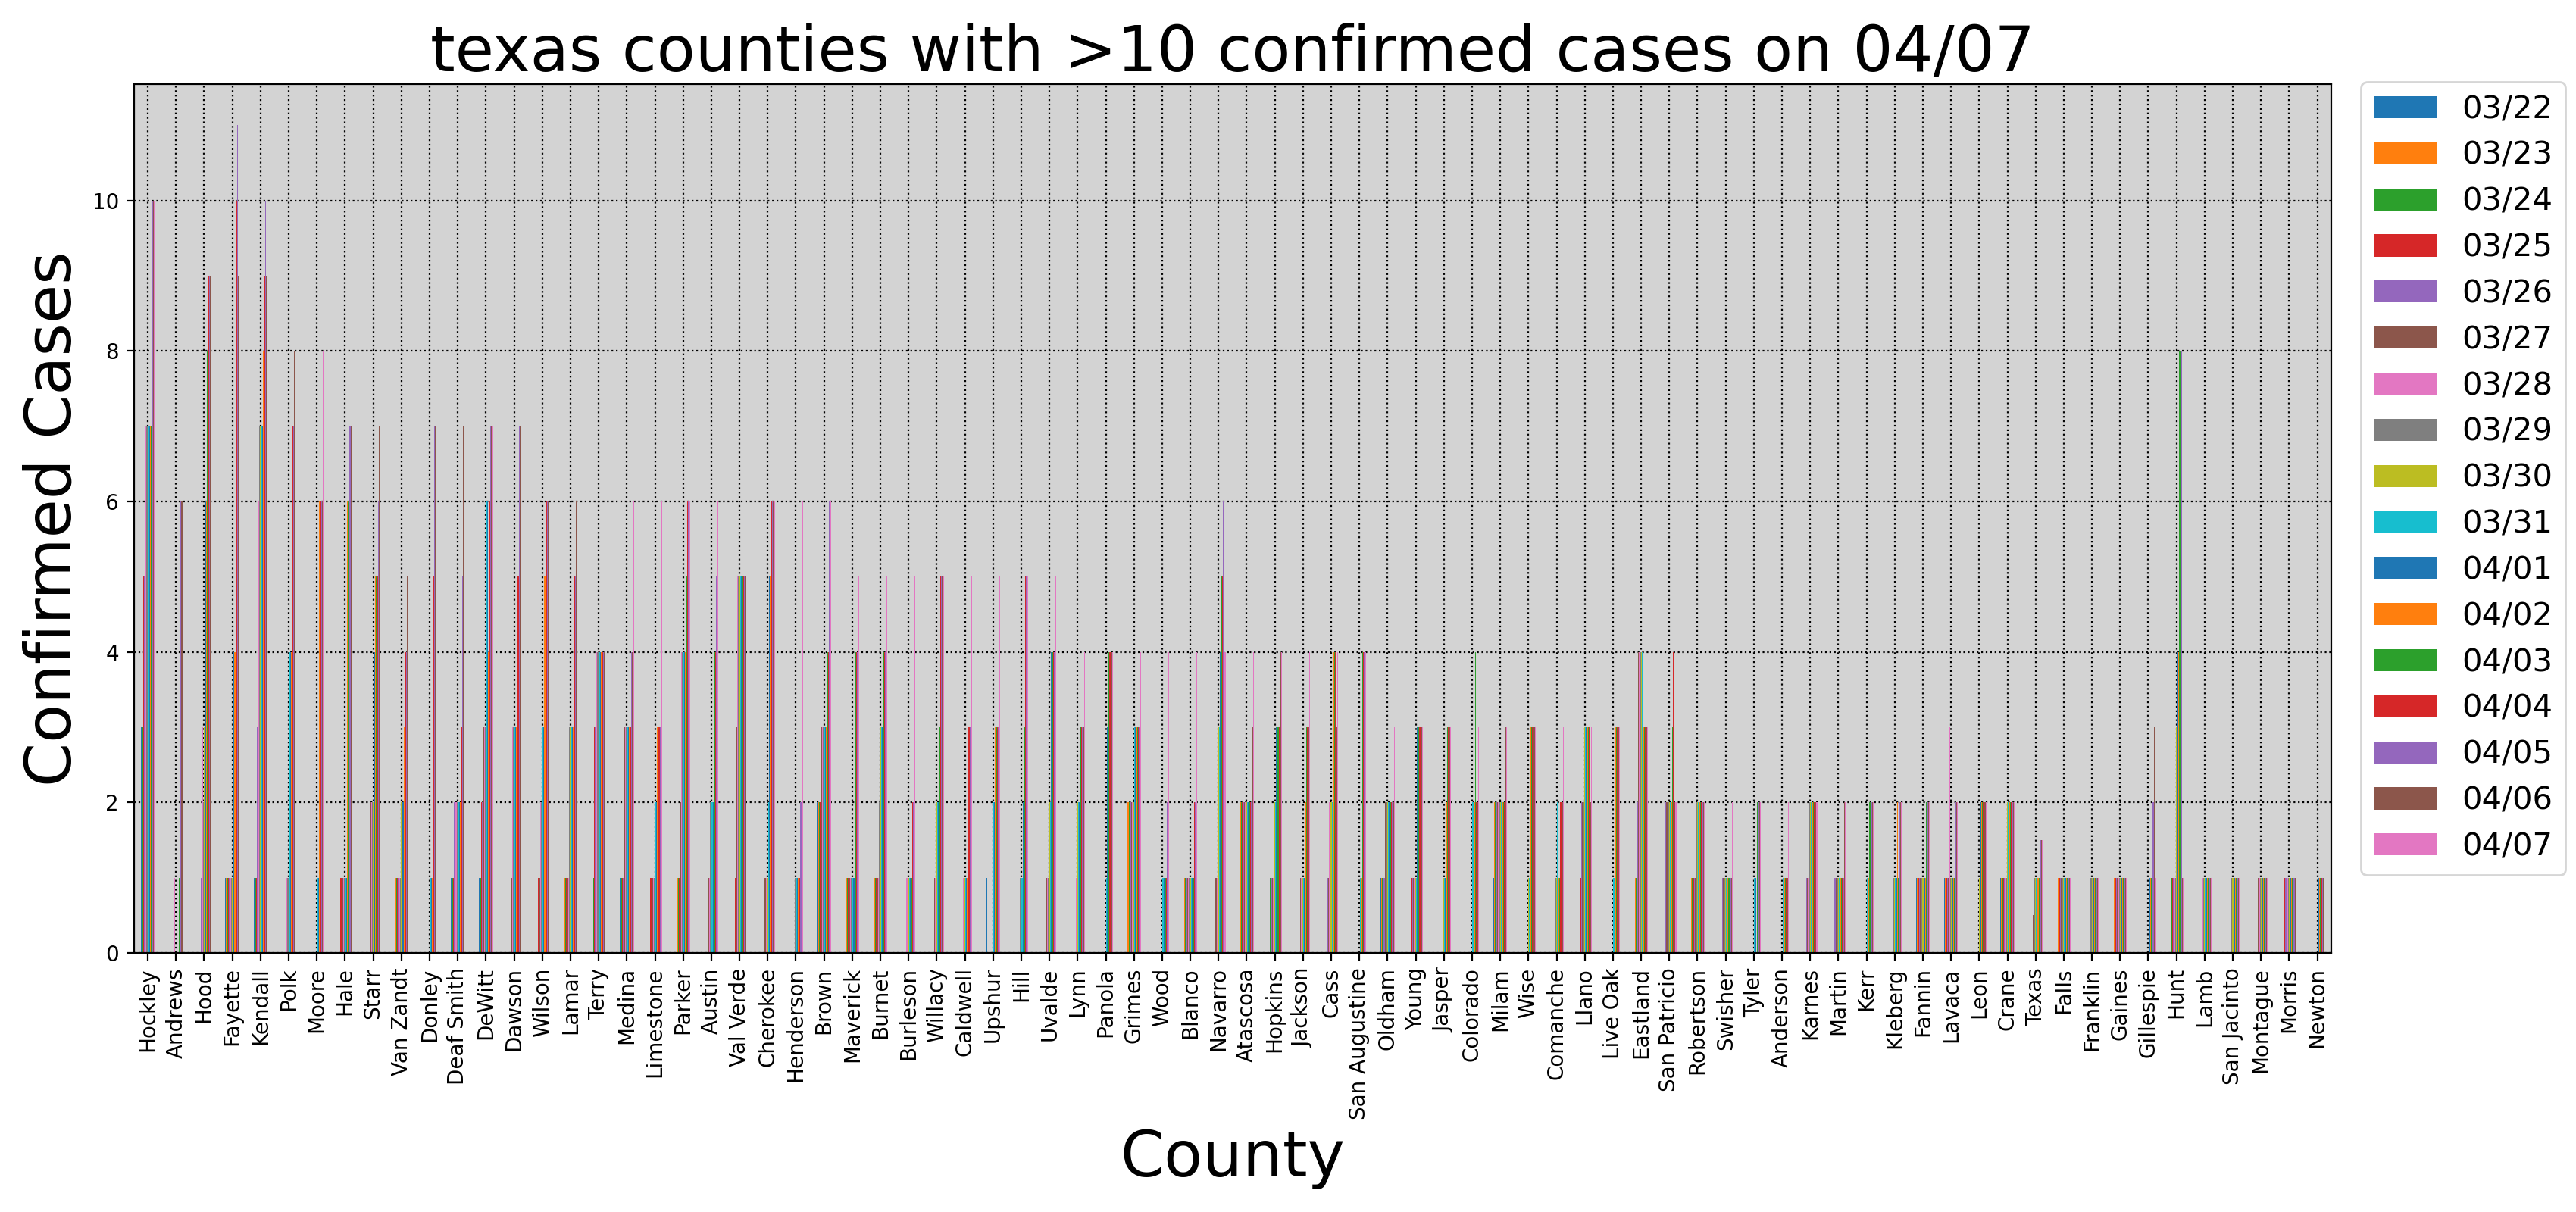 texas counties with >10 confirmed cases on 04/07
Confirmed Cases
10
8
6
4
2
0
Hockley
Andrews
Hood
Fayette
Kendall
Polk
Moore
Hale
Starr
Van Zandt
Donley
Deaf Smith
DeWitt
Dawson
Wilson
Lamar
Terry
Medina
Limestone
Parker
Austin
Val Verde
Cherokee
Henderson
Brown
Maverick
Burnet
Burleson
Willacy
Caldwell
Upshur
Hill
Uvalde
Lynn
Panola
Grimes
Wood
Blanco
Navarro
Atascosa
Hopkins
Jackson
Cass
San Augustine
Oldham
Young
Jasper
Colorado
Milam
Wise
Comanche
Llano
Live Oak
Eastland
San Patricio
Robertson
Swisher
Tyler
Anderson
Karnes
Martin
Kerr
Kleberg
Fannin
Lavaca
Leon
Crane
Texas
Falls
Franklin
Gaines
Gillespie
Hunt
Lamb
San Jacinto
Montague
Morris
Newton
County
03/22
03/23
03/24
03/25
03/26
03/27
03/28
03/29
03/30
03/31
04/01
04/02
04/03
04/04
04/05
04/06
04/07